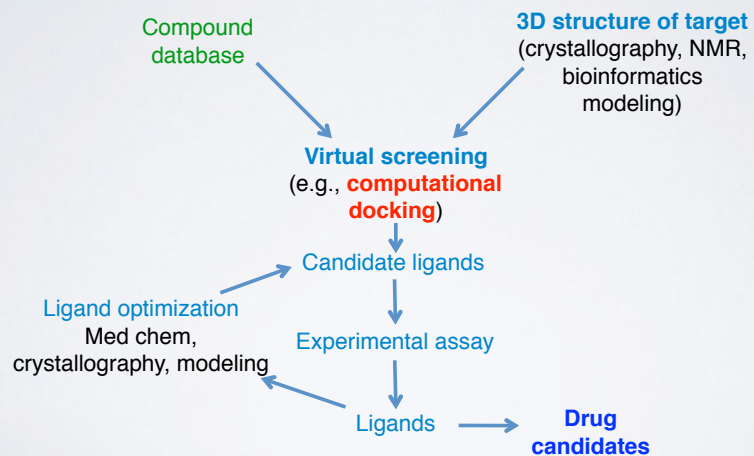 Compound
database
3D structure of target
(crystallography, NMR,
bioinformatics
modeling)
Virtual screening
(e.g., computational
docking)
Candidate ligands
Ligand optimization
Med chem,
crystallography, modeling
Experimental assay
Ligands
Drug
candidates